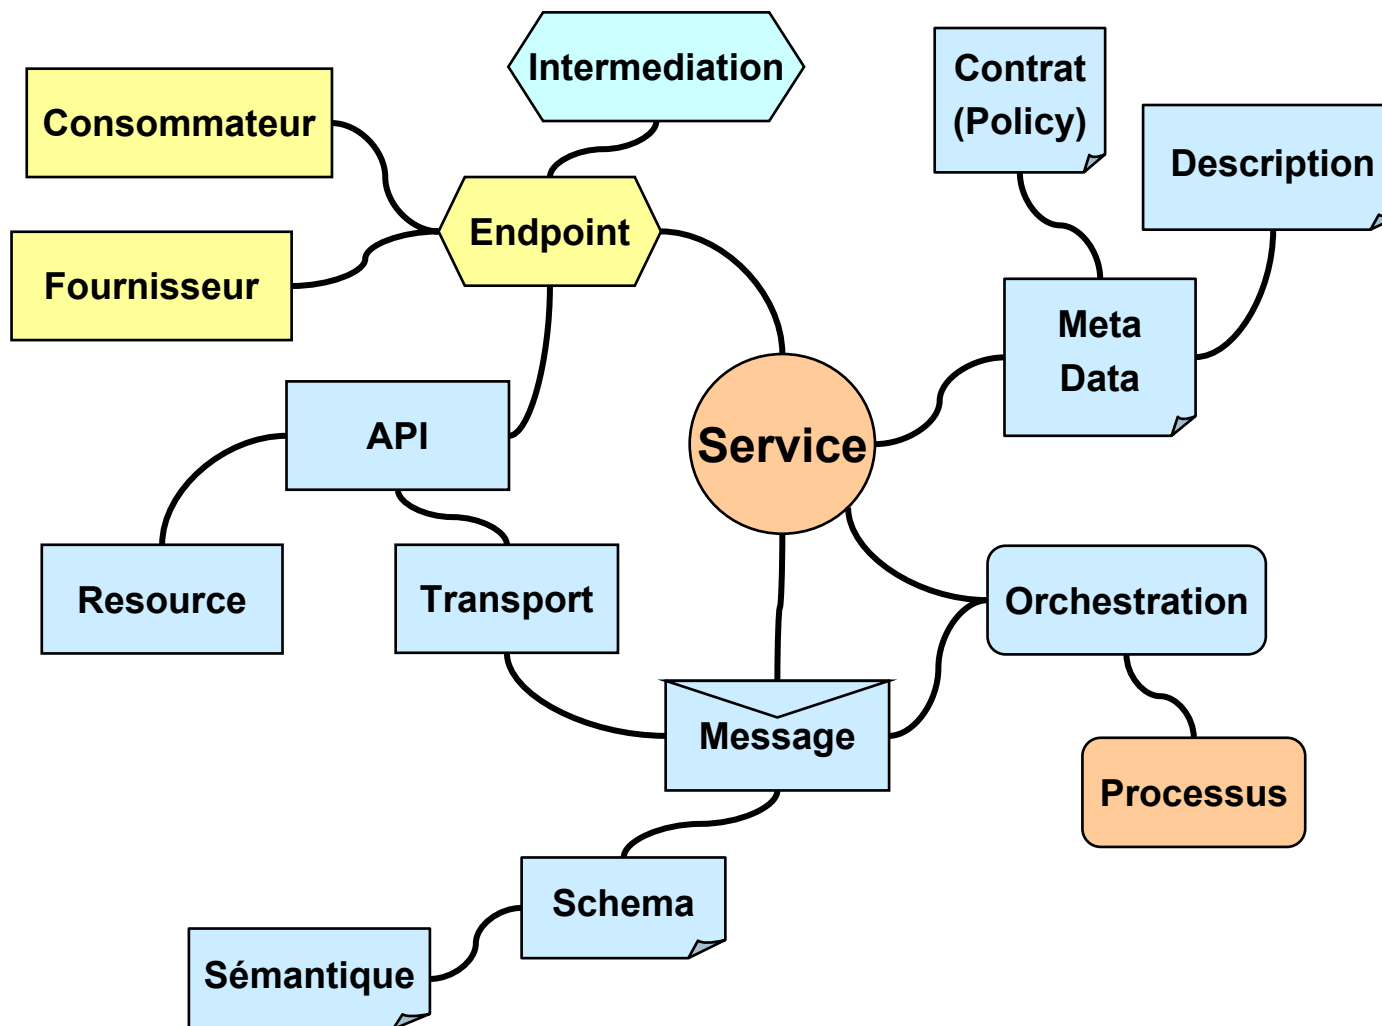 Intermediation
Contrat
(Policy)
Consommateur
Description
Endpoint
Fournisseur
Meta
Data
API
Service
Resource
Transport
Orchestration
Message
Processus
Schema
Sémantique